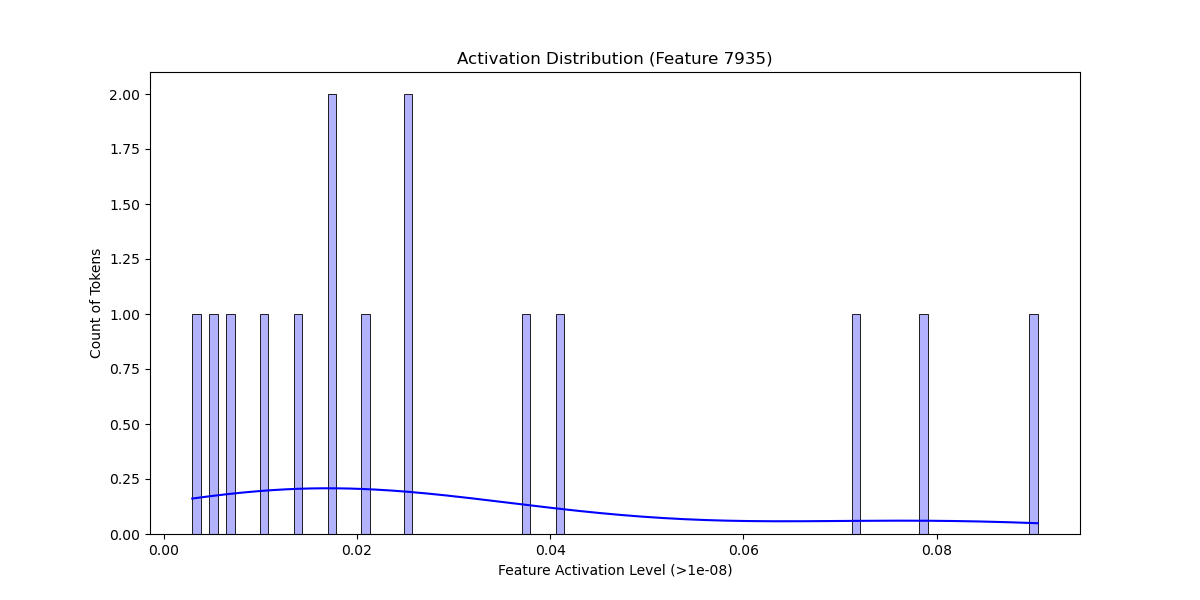 Activation Distribution (Feature 7935)
2.00
1.75
1.50
1.25
1.00
0.75
0.50
0.25
0.00
Count of Tokens
0.00 0.02 0.04 0.06 0.08
Feature Activation Level (>1e-08)